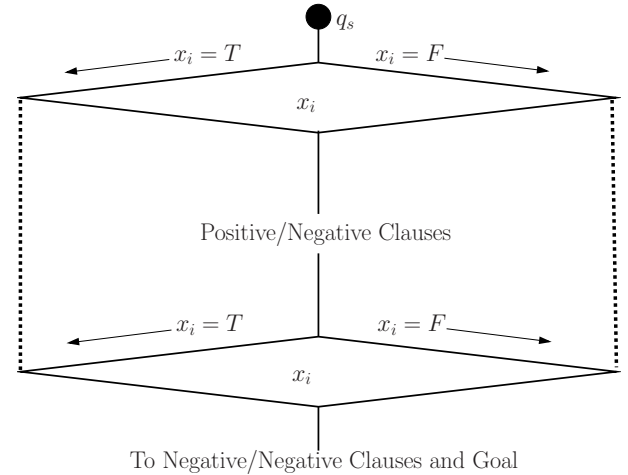 q_s
x_i = T x_i = F
x_i
Positive/Negative Clauses
x_i = T x_i = F
x_i
To Negative/Negative Clauses and Goal